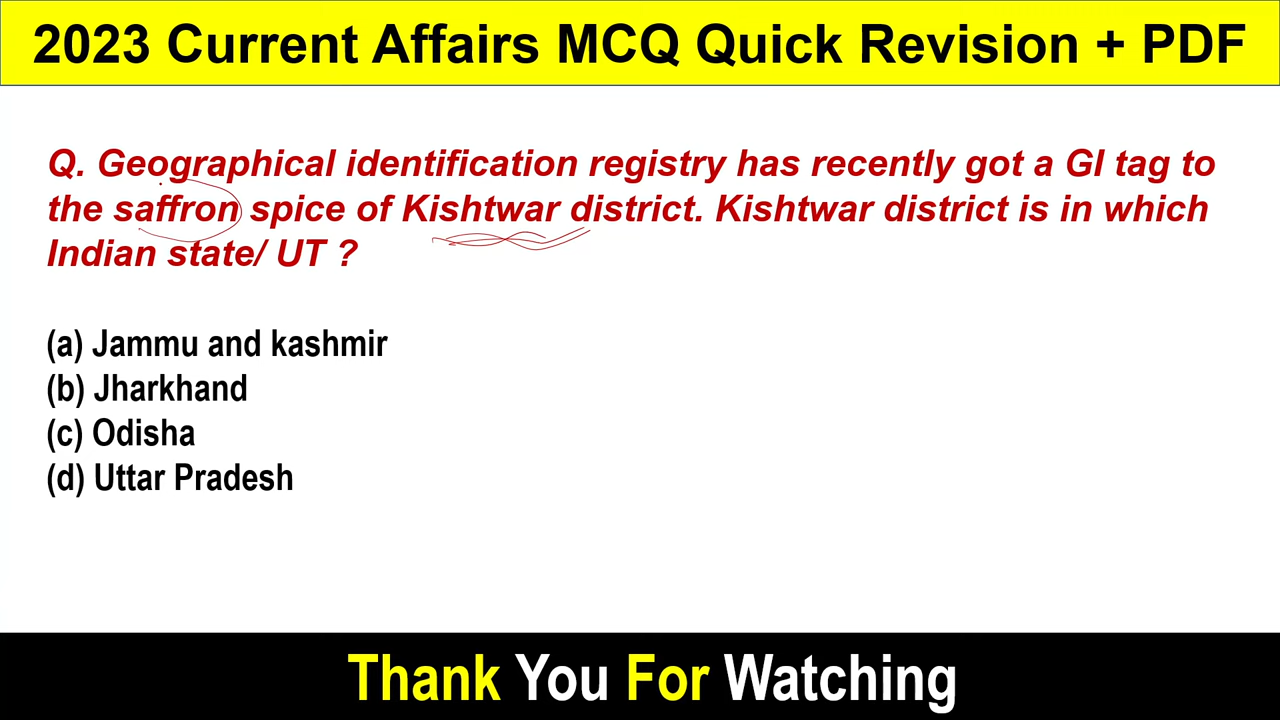 2023 Current Affairs MCQ Quick Revision + PDF
Q. Geographical identification registry has recently got a GI tag to
the saffron spice of Kishtwar district. Kishtwar district is in which
Indian state/ UT ?
(a) Jammu and kashmir
(b) Jharkhand
(c) Odisha
(d) Uttar Pradesh
Thank You For Watching